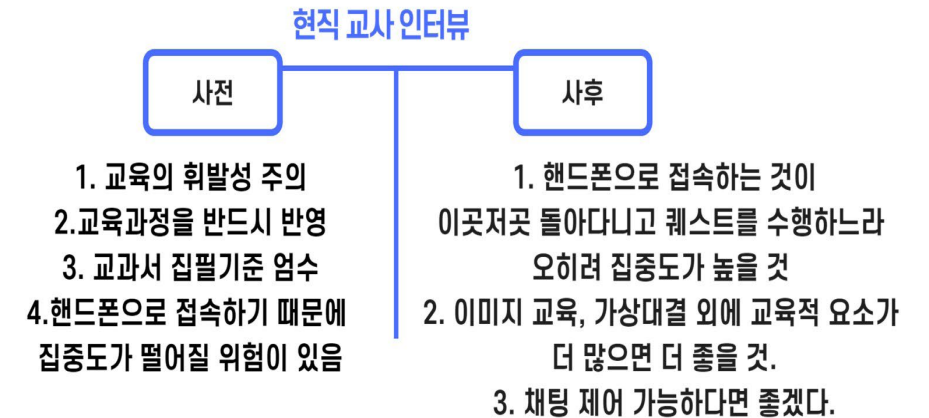 현직 교사 인터뷰
사전
1. 교육의 휘발성 주의
2.교육과정을 반드시 반영
3. 교과서 집필기준 엄수
4.핸드폰으로 접속하기 때문에
집중도가 떨어질 위험이 있음
사후
1. 핸드폰으로 접속하는 것이
이곳저곳 돌아다니고 퀘스트를 수행하느라
오히려 집중도가 높을 것
2. 이미지 교육, 가상대결 외에 교육적 요소가
더 많으면 더 좋을 것.
3. 채팅 제어 가능하다면 좋겠다.